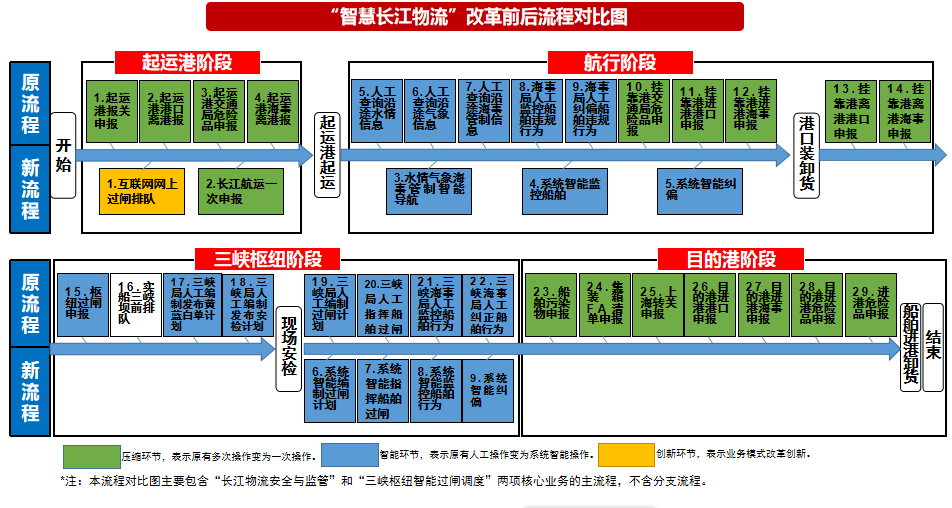 “智慧长江物流”改革前后流程对比图
起运港阶段
航行阶段
原流程
新流程
开始
1.起运港报关申报
2.起运港港口离港报
3.起运港交通局危险品申报
4.起运港海事离港报
起运港起运
5.人工查询沿途水情信息
6.人工查询沿途气象信息
7.人工查询沿途海事管制信息
8.海事局人工监控船舶违规行为
9.海事局人工纠偏船舶违规行为
10.挂靠港交通局危险品申报
11.挂靠港进港港口申报
12.挂靠港进港海事申报
港口装卸货
13.挂靠港离港港口申报
14.挂靠港离港海事申报
1.互联网网上过闸排队
2.长江航运一次申报
3.水情气象海事管制智能导航
4.系统智能监控船舶
5.系统智能纠偏
三峡枢纽阶段
目的港阶段
原流程
新流程
15.枢纽过闸申报
16.实船三峡坝前排队
17.三峡局人工编制发布黄蓝白单计划
18.三峡局人工编制发布安检计划
现场安检
19.三峡局人工编制过闸计划
20.三峡局人工指挥船舶过闸
21.三峡海事局人工监控船舶行为
22.三峡海事局人工纠正船舶行为
23.船舶污染物申报
24.集装箱FA清单申报
25.上海转关申报
26.目的港进港港口申报
27.目的港进港海事申报
28.目的港进港危险品申报
29.进港危险品申报
船舶进港卸货
结束
6.系统智能编制过闸计划
7.系统智能指挥船舶过闸
8.系统智能监控船舶行为
9.系统智能纠偏
压缩环节，表示原有多次操作变为一次操作。
智能环节，表示原有人工操作变为系统智能操作。
创新环节，表示业务模式改革创新。
*注：本流程对比图主要包含“长江物流安全与监管”和“三峡枢纽智能过闸调度”两项核心业务的主流程，不含分支流程。